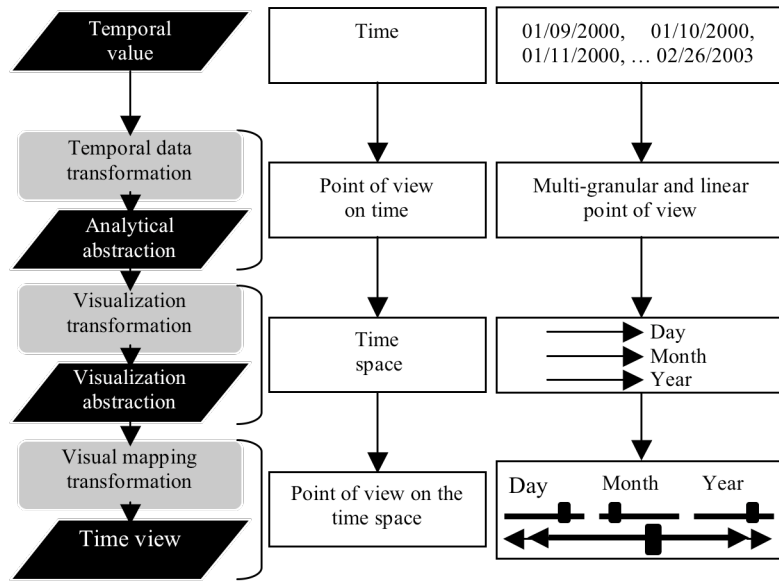 Temporal
value
Temporal data
transformation
Analytical
abstraction
Visualization
transformation
Visualization
abstraction
Visual mapping
transformation
Time view
Time
Point of view
on time
Time
space
Point of view on the
time space
01/09/2000, 01/10/2000,
01/11/2000, … 02/26/2003
Multi-granular and linear
point of view
Day
Month
Year
Day Month Year